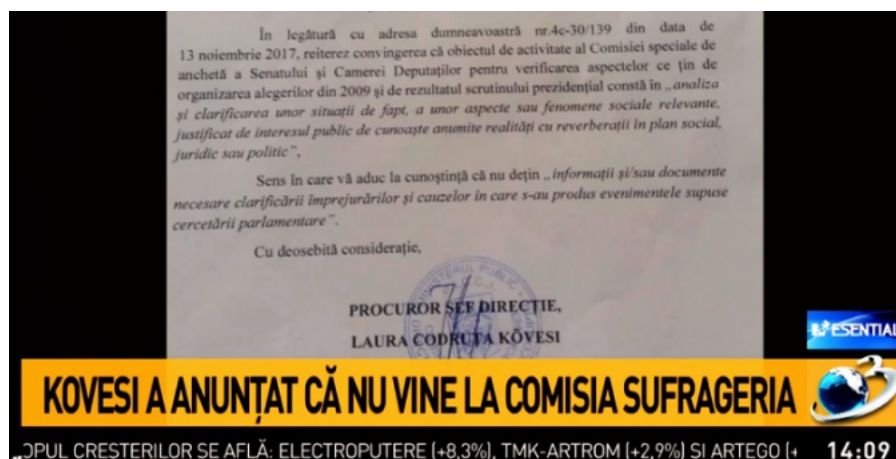 În legătură cu adresa dumneavoastră nr.4c-30/139 din data de
13 noiembrie 2017, reiterez convingerea că obiectul de activitate al Comisiei speciale de
anchetă a Senatului și Camerei Deputaților pentru verificarea aspectelor ce țin de
organizarea alegerilor din 2009 și de rezultatul scrutinului prezidențial constă în „analiza
și clarificarea unor situații de fapt, a unor aspecte sau fenomene sociale relevante,
justificat de interesul public de cunoaște anumite realități cu reverberații în plan social,
juridic sau politic”,
Sens în care vă aduc la cunoștință că nu dețin „informații și/sau documente
necesare clarificării împrejurărilor și cauzelor în care s-au produs evenimentele supuse
cercetării parlamentare”.
Cu deosebită considerație,
MINISTERUL PUBLIC
PROCUROR ȘEF DIRECȚIE,
LAURA CODRUȚA KÖVESI
ESENTIAL
KOVESI A ANUNȚAT CĂ NU VINE LA COMISIA SUFRAGERIA
3
OPUL CRESTERILOR SE AFLĂ: ELECTROPUTERE (+8,3%), TMK-ARTROM (+2,9%) SI ARTEGO (+
14:09